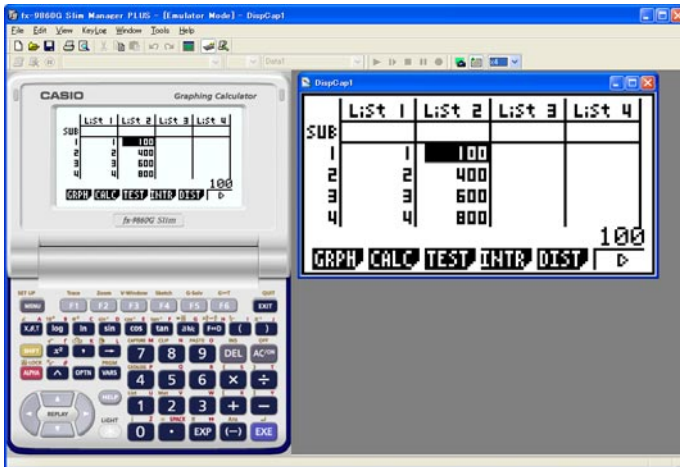 fx-9860G Slim Manager PLUS - [Emulator Mode] - DispCap1
File Edit View KeyLog Window Tools Help
Data1
CASIO Graphing Calculator
List 1 List 2 List 3 List 4
SUB
1 1 100
2 2 400
3 3 600
4 4 800
100
GRPH CALC TEST INTR DIST
fx-9860G Slim
SET UP Trace Zoom V-Window Sketch G-Solv G↔T QUIT
MENU F1 F2 F3 F4 F5 F6 EXIT
X,θ,T log ln sin cos tan F↔D ( )
SHIFT x² , → 7 8 9 DEL AC/ON
ALPHA ^ OPTN VARS 4 5 6 × ÷
HELP 1 2 3 + −
REPLAY
LIGHT
0 . EXP (−) EXE
DispCap1
List 1 List 2 List 3 List 4
SUB
1 1 100
2 2 400
3 3 600
4 4 800
100
GRPH CALC TEST INTR DIST